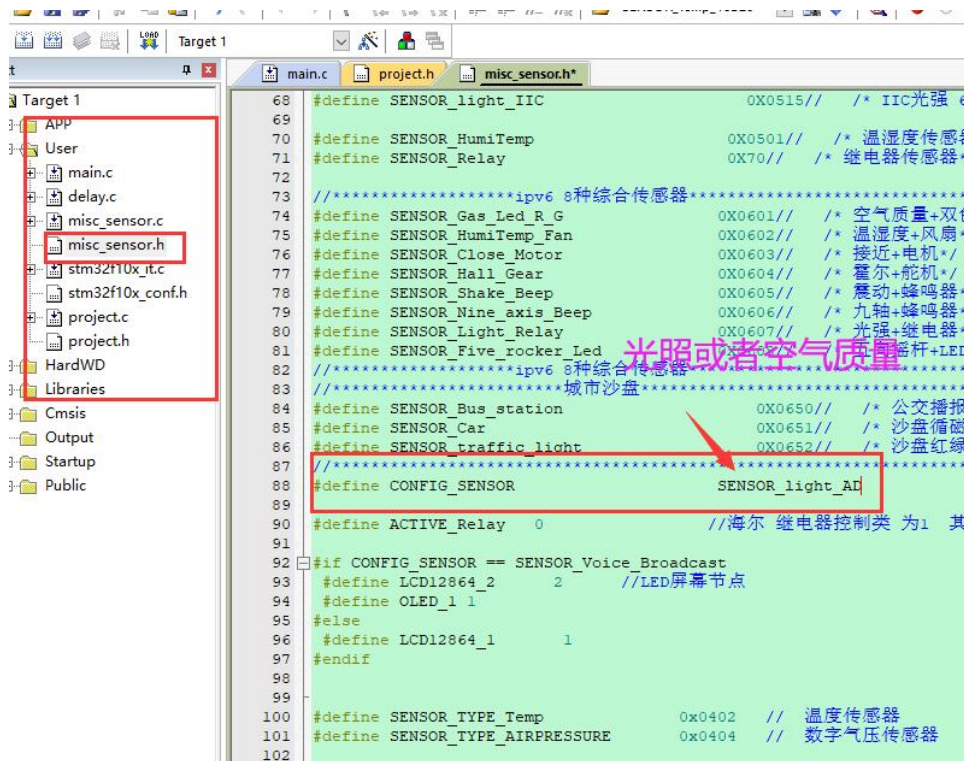 Target 1
main.c
project.h
misc_sensor.h*
Target 1
APP
User
main.c
delay.c
misc_sensor.c
misc_sensor.h
stm32f10x_it.c
stm32f10x_conf.h
project.c
project.h
HardWD
Libraries
Cmsis
Output
Startup
Public
68 #define SENSOR_light_IIC 0X0515// /* IIC光强
69
70 #define SENSOR_HumiTemp 0X0501// /* 温湿度传感
71 #define SENSOR_Relay 0X70// /* 继电器传感器*
72
73 //*******************ipv6 8种综合传感器*****************************
74 #define SENSOR_Gas_Led_R_G 0X0601// /* 空气质量+双
75 #define SENSOR_HumiTemp_Fan 0X0602// /* 温湿度+风扇*
76 #define SENSOR_Close_Motor 0X0603// /* 接近+电机*/
77 #define SENSOR_Hall_Gear 0X0604// /* 霍尔+舵机*/
78 #define SENSOR_Shake_Beep 0X0605// /* 震动+蜂鸣器*
79 #define SENSOR_Nine_axis_Beep 0X0606// /* 九轴+蜂鸣器*
80 #define SENSOR_Light_Relay 0X0607// /* 光强+继电器*
81 #define SENSOR_Five_rocker_Led 摇杆+LED
光照或者空气质量
82 //*******************ipv6 8种综合传感器*****************************
83 //************************城市沙盘**********************************
84 #define SENSOR_Bus_station 0X0650// /* 公交播报
85 #define SENSOR_Car 0X0651// /* 沙盘循
86 #define SENSOR_traffic_light 0X0652// /* 沙盘红绿
87 //******************************************************************
88 #define CONFIG_SENSOR SENSOR_light_AD
89
90 #define ACTIVE_Relay 0 //海尔 继电器控制类 为1 其
91
92 #if CONFIG_SENSOR == SENSOR_Voice_Broadcast
93 #define LCD12864_2 2 //LED屏幕节点
94 #define OLED_1 1
95 #else
96 #define LCD12864_1 1
97 #endif
98
99
100 #define SENSOR_TYPE_Temp 0x0402 // 温度传感器
101 #define SENSOR_TYPE_AIRPRESSURE 0x0404 // 数字气压传感器
102